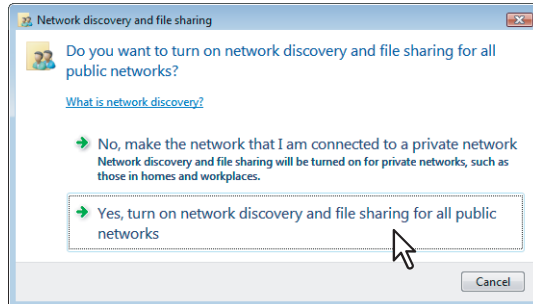 Network discovery and file sharing
Do you want to turn on network discovery and file sharing for all
public networks?
What is network discovery?
No, make the network that I am connected to a private network
Network discovery and file sharing will be turned on for private networks, such as
those in homes and workplaces.
Yes, turn on network discovery and file sharing for all public
networks
Cancel